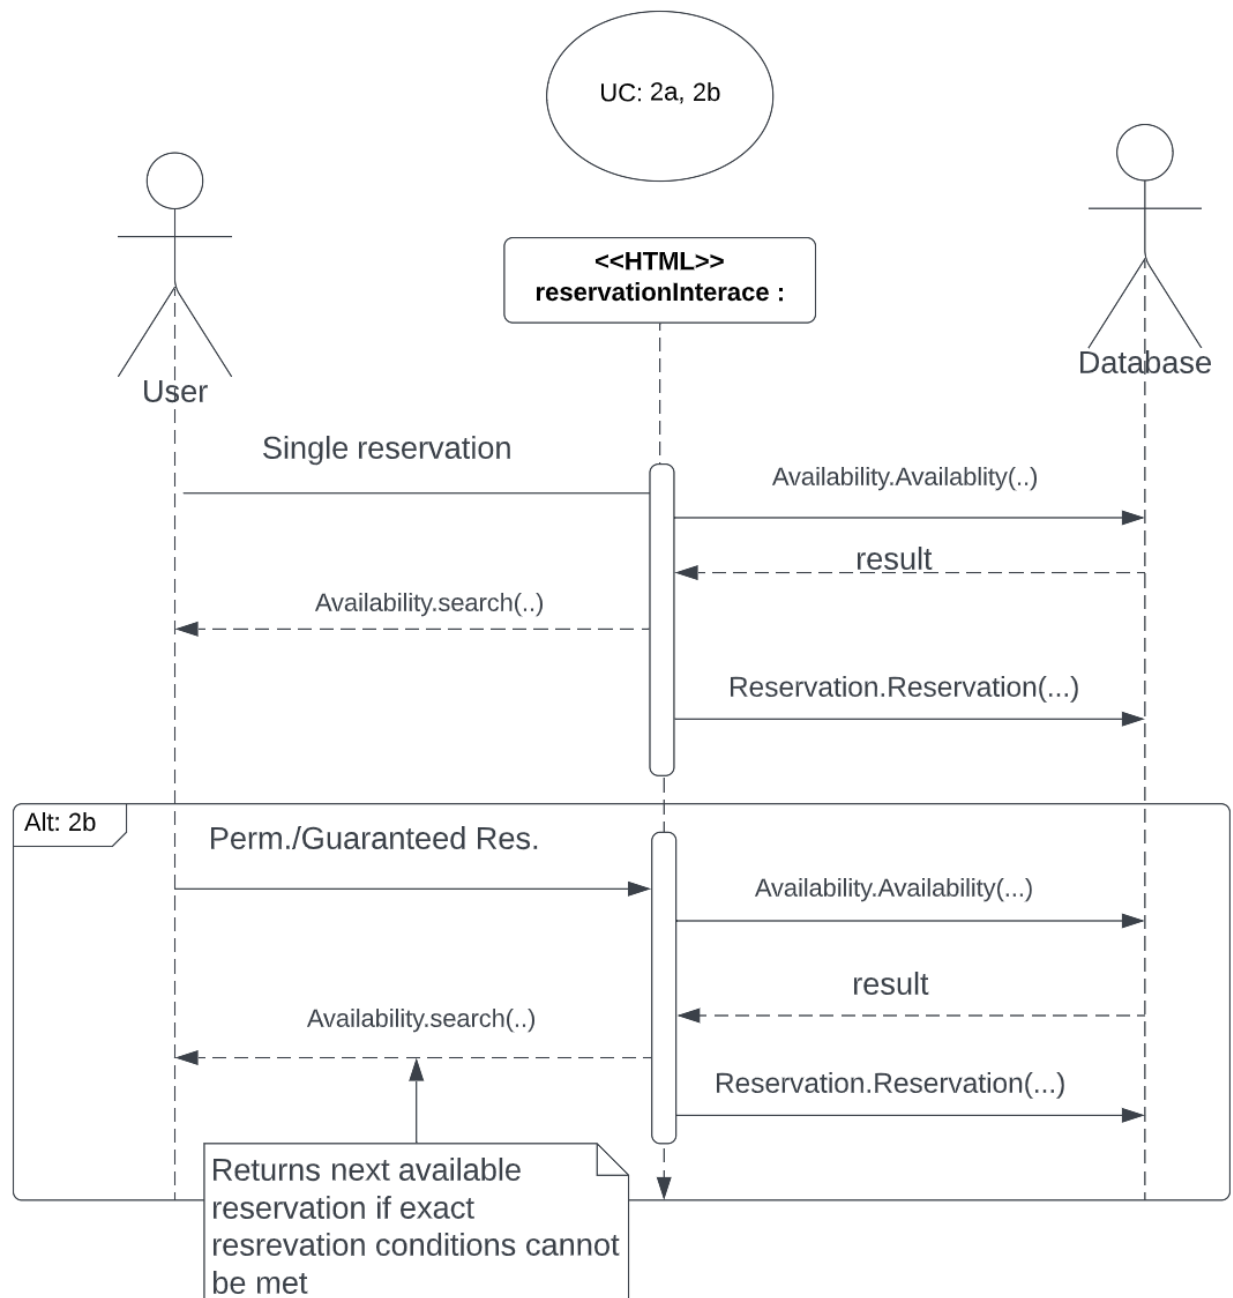 UC: 2a, 2b
<<HTML>>
reservationInterace :
User
Database
Single reservation
Availability.Availablity(..)
result
Availability.search(..)
Reservation.Reservation(...)
Alt: 2b
Perm./Guaranteed Res.
Availability.Availability(...)
result
Availability.search(..)
Reservation.Reservation(...)
Returns next available
reservation if exact
resrevation conditions cannot
be met